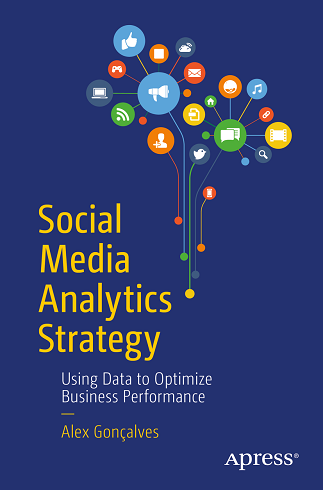 Social
Media
Analytics
Strategy
Using Data to Optimize
Business Performance
Alex Gonçalves
Apress®